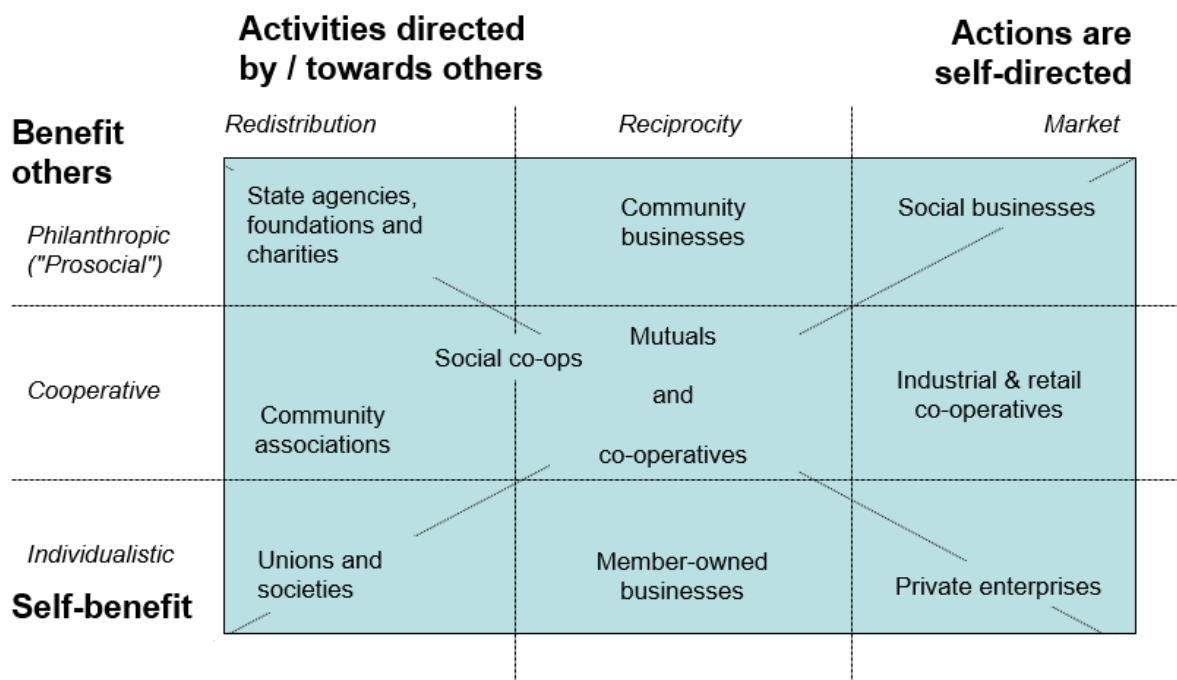 Activities directed
by / towards others
Actions are
self-directed
Benefit
others
Redistribution
Reciprocity
Market
Philanthropic
("Prosocial")
State agencies,
foundations and
charities
Community
businesses
Social businesses
Cooperative
Social co-ops
Community
associations
Mutuals
and
co-operatives
Industrial & retail
co-operatives
Individualistic
Self-benefit
Unions and
societies
Member-owned
businesses
Private enterprises